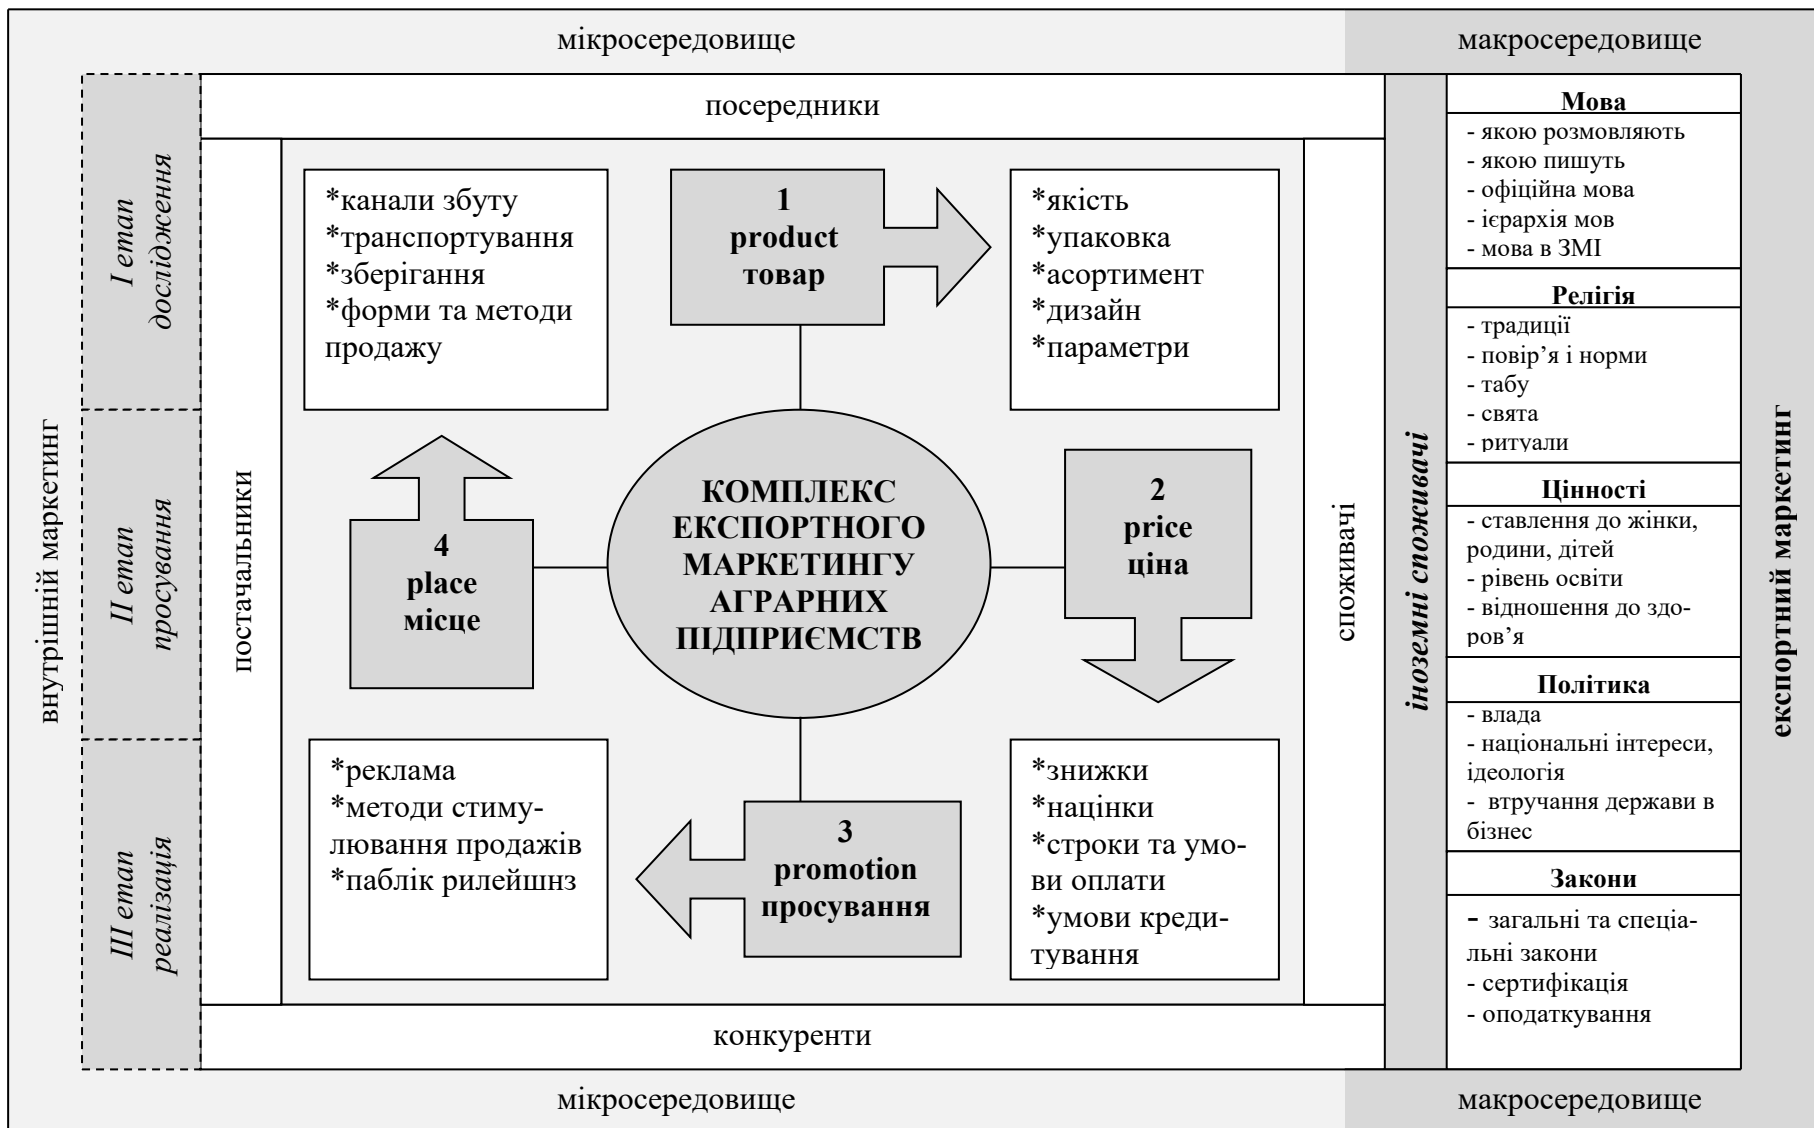 мікросередовище
макросередовище
внутрішній маркетинг
І етап
дослідження
ІІ етап
просування
ІІІ етап
реалізація
посередники
постачальники
*канали збуту
*транспортування
*зберігання
*форми та методи
продажу
1
product
товар
*якість
*упаковка
*асортимент
*дизайн
*параметри
4
place
місце
КОМПЛЕКС
ЕКСПОРТНОГО
МАРКЕТИНГУ
АГРАРНИХ
ПІДПРИЄМСТВ
2
price
ціна
*реклама
*методи стиму-
лювання продажів
*паблік рилейшнз
3
promotion
просування
*знижки
*націнки
*строки та умо-
ви оплати
*умови креди-
тування
споживачі
конкуренти
іноземні споживачі
Мова
- якою розмовляють
- якою пишуть
- офіційна мова
- ієрархія мов
- мова в ЗМІ
Релігія
- традиції
- повір’я і норми
- табу
- свята
- ритуали
Цінності
- ставлення до жінки,
родини, дітей
- рівень освіти
- відношення до здо-
ров’я
Політика
- влада
- національні інтереси,
ідеологія
- втручання держави в
бізнес
Закони
- загальні та спеціа-
льні закони
- сертифікація
- оподаткування
експортний маркетинг
мікросередовище
макросередовище